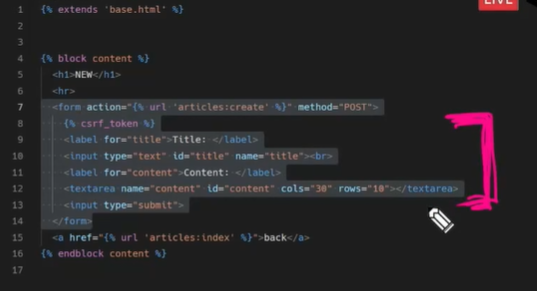 LIVE
1 {% extends 'base.html' %}
2
3
4 {% block content %}
5 <h1>NEW</h1>
6 <hr>
7 <form action="{% url 'articles:create' %}" method="POST">
8 {% csrf_token %}
9 <label for="title">Title: </label>
10 <input type="text" id="title" name="title"><br>
11 <label for="content">Content: </label>
12 <textarea name="content" id="content" cols="30" rows="10"></textarea>
13 <input type="submit">
14 </form>
15 <a href="{% url 'articles:index' %}">back</a>
16 {% endblock content %}
17